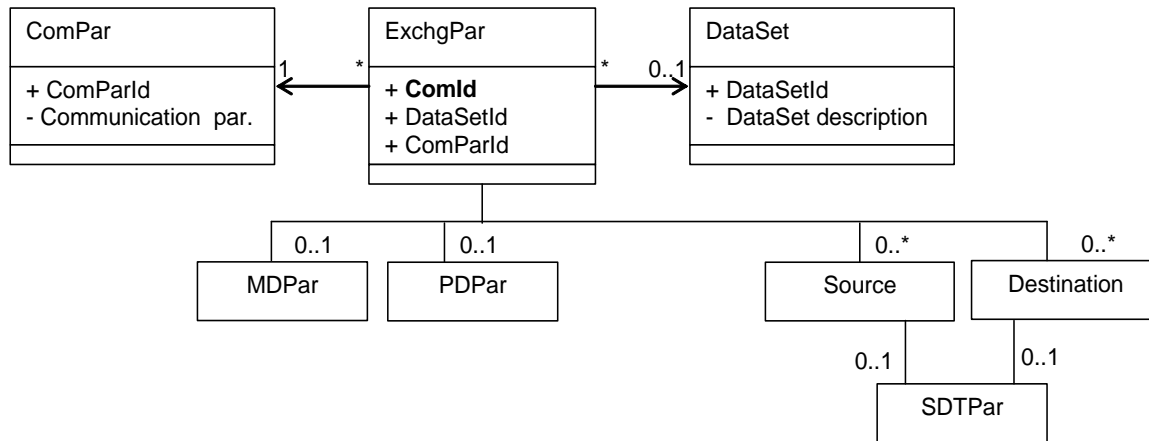 ComPar
+ ComParId
- Communication  par.
1
*
ExchgPar
+ ComId
+ DataSetId
+ ComParId
*
0..1
DataSet
+ DataSetId
-  DataSet description
0..1
0..1
0..*
0..*
MDPar
PDPar
Source
Destination
0..1
0..1
SDTPar